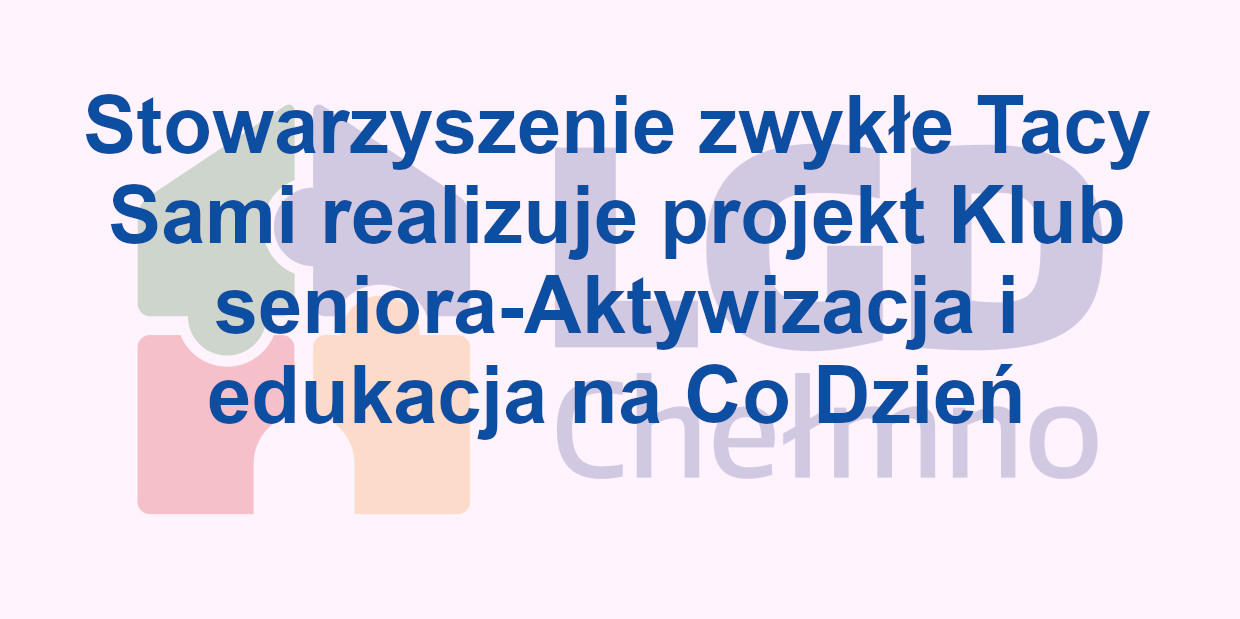 Stowarzyszenie zwykłe Tacy
Sami realizuje projekt Klub
seniora-Aktywizacja i
edukacja na Co Dzień
LGD
Chełmno